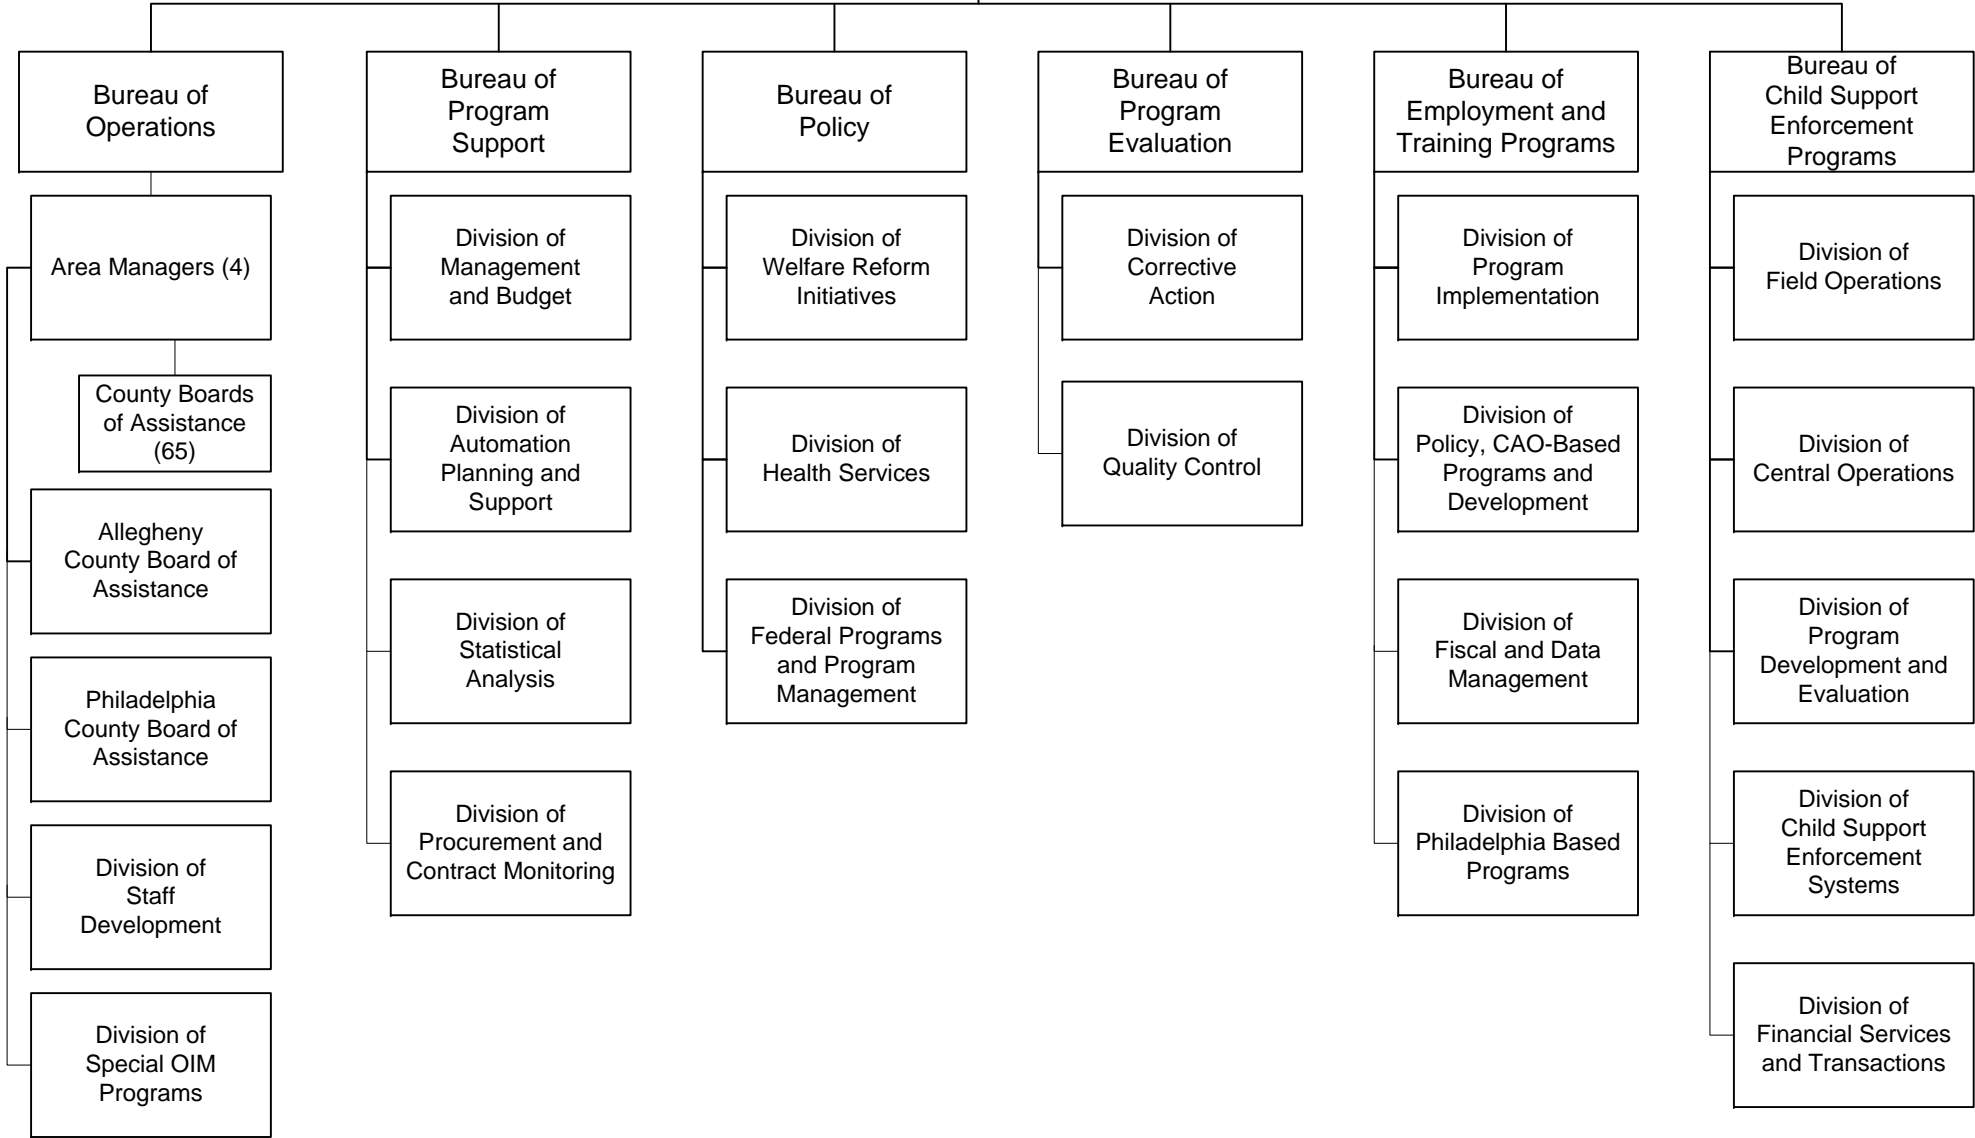 Bureau of
Operations
Area Managers (4)
County Boards
of Assistance
(65)
Allegheny
County Board of
Assistance
Philadelphia
County Board of
Assistance
Division of
Staff
Development
Division of
Special OIM
Programs
Bureau of
Program
Support
Division of
Management
and Budget
Division of
Automation
Planning and
Support
Division of
Statistical
Analysis
Division of
Procurement and
Contract Monitoring
Bureau of
Policy
Division of
Welfare Reform
Initiatives
Division of
Health Services
Division of
Federal Programs
and Program
Management
Bureau of
Program
Evaluation
Division of
Corrective
Action
Division of
Quality Control
Bureau of
Employment and
Training Programs
Division of
Program
Implementation
Division of
Policy, CAO-Based
Programs and
Development
Division of
Fiscal and Data
Management
Division of
Philadelphia Based
Programs
Bureau of
Child Support
Enforcement
Programs
Division of
Field Operations
Division of
Central Operations
Division of
Program
Development and
Evaluation
Division of
Child Support
Enforcement
Systems
Division of
Financial Services
and Transactions